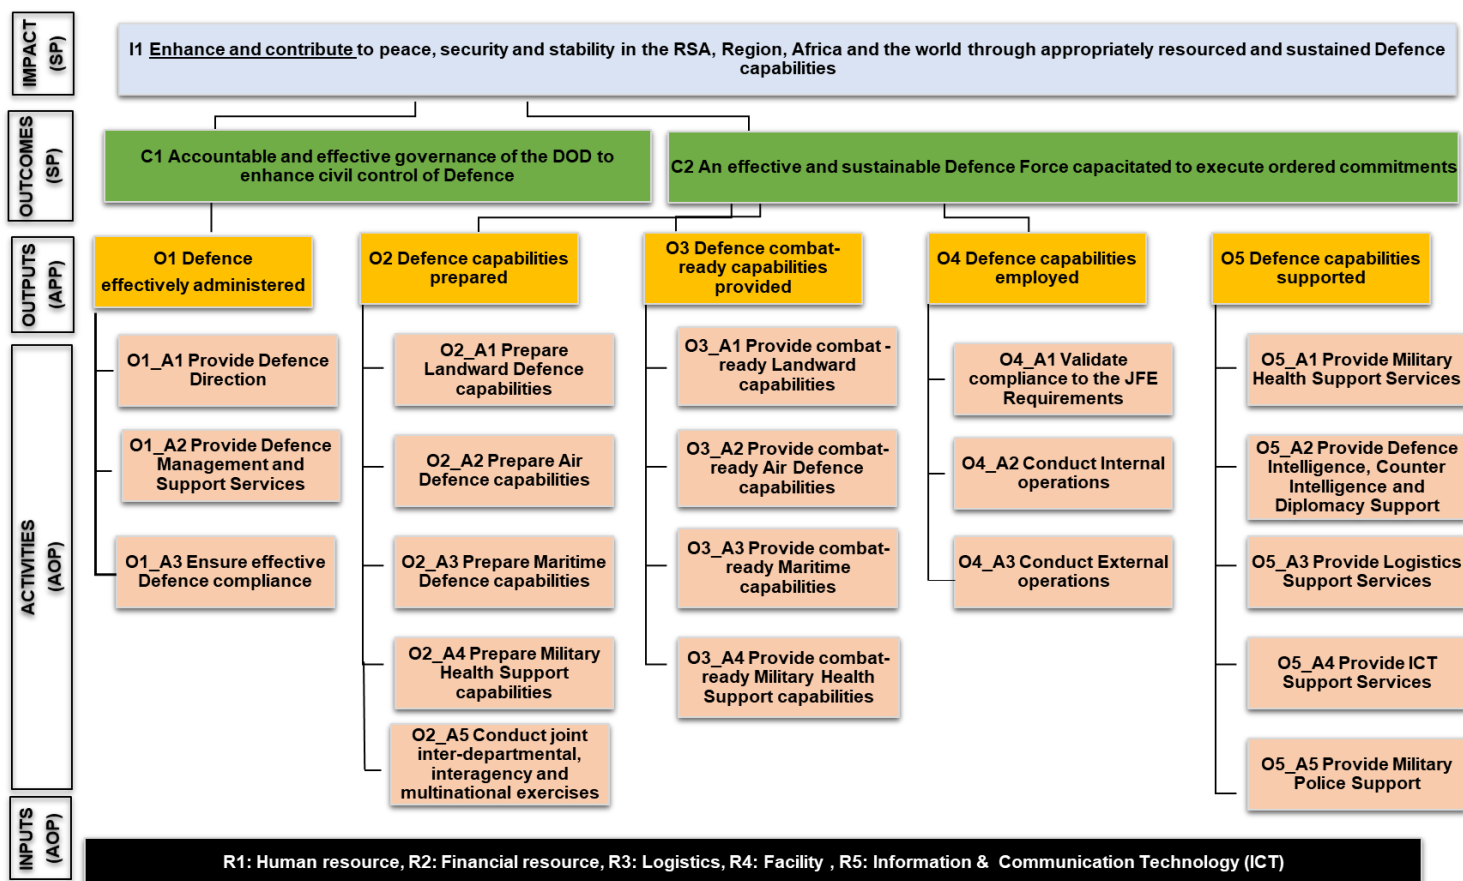 IMPACT
(SP)
I1 Enhance and contribute to peace, security and stability in the RSA, Region, Africa and the world through appropriately resourced and sustained Defence
capabilities
OUTCOMES
(SP)
C1 Accountable and effective governance of the DOD to
enhance civil control of Defence
C2 An effective and sustainable Defence Force capacitated to execute ordered commitments
OUTPUTS
(APP)
O1 Defence
effectively administered
O2 Defence capabilities
prepared
O3 Defence combat-
ready capabilities
provided
O4 Defence capabilities
employed
O5 Defence capabilities
supported
ACTIVITIES
(AOP)
O1_A1 Provide Defence
Direction
O1_A2 Provide Defence
Management and
Support Services
O1_A3 Ensure effective
Defence compliance
O2_A1 Prepare
Landward Defence
capabilities
O2_A2 Prepare Air
Defence capabilities
O2_A3 Prepare Maritime
Defence capabilities
O2_A4 Prepare Military
Health Support
capabilities
O2_A5 Conduct joint
inter-departmental,
interagency and
multinational exercises
O3_A1 Provide combat -
ready Landward
capabilities
O3_A2 Provide combat-
ready Air Defence
capabilities
O3_A3 Provide combat-
ready Maritime
capabilities
O3_A4 Provide combat-
ready Military Health
Support capabilities
O4_A1 Validate
compliance to the JFE
Requirements
O4_A2 Conduct Internal
operations
O4_A3 Conduct External
operations
O5_A1 Provide Military
Health Support Services
O5_A2 Provide Defence
Intelligence, Counter
Intelligence and
Diplomacy Support
O5_A3 Provide Logistics
Support Services
O5_A4 Provide ICT
Support Services
O5_A5 Provide Military
Police Support
INPUTS
(AOP)
R1: Human resource, R2: Financial resource, R3: Logistics, R4: Facility , R5: Information & Communication Technology (ICT)